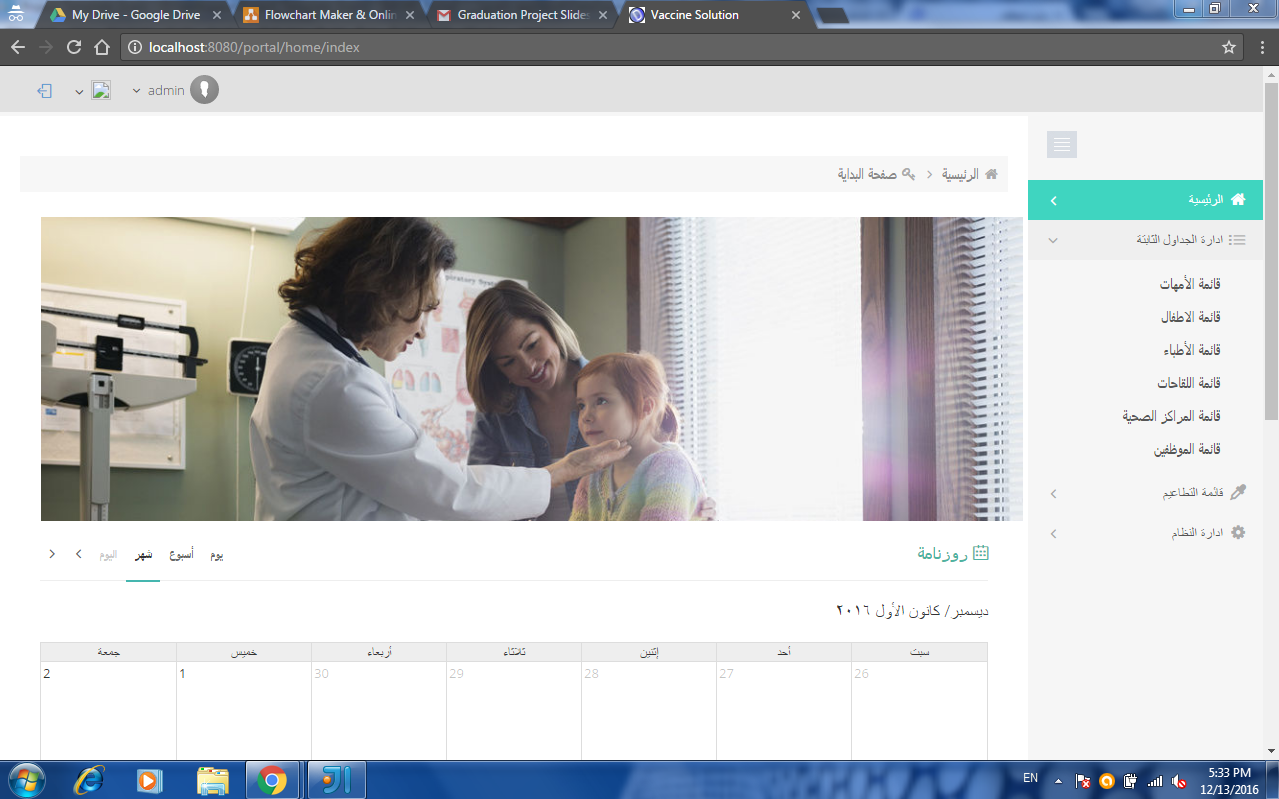 My Drive - Google Drive
Flowchart Maker & Onlin
Graduation Project Slides
Vaccine Solution
localhost:8080/portal/home/index
admin
الرئيسية
صفحة البداية
الرئيسية
ادارة الجداول الثابتة
قائمة الأمهات
قائمة الاطفال
قائمة الأطباء
قائمة اللقاحات
قائمة المراكز الصحية
قائمة الموظفين
قائمة التطاعيم
ادارة النظام
روزنامة
يوم أسبوع شهر اليوم
ديسمبر/ كانون الأول ٢٠١٦
سبت أحد إثنين ثلاثاء أربعاء خميس جمعة
26 27 28 29 30 1 2
EN
5:33 PM
12/13/2016